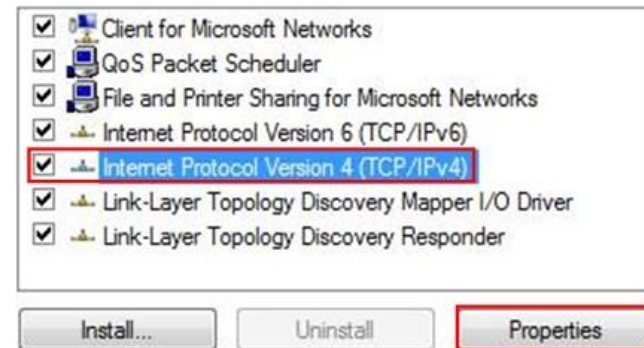 Client for Microsoft Networks
QoS Packet Scheduler
File and Printer Sharing for Microsoft Networks
Internet Protocol Version 6 (TCP/IPv6)
Internet Protocol Version 4 (TCP/IPv4)
Link-Layer Topology Discovery Mapper I/O Driver
Link-Layer Topology Discovery Responder
Install... Uninstall Properties